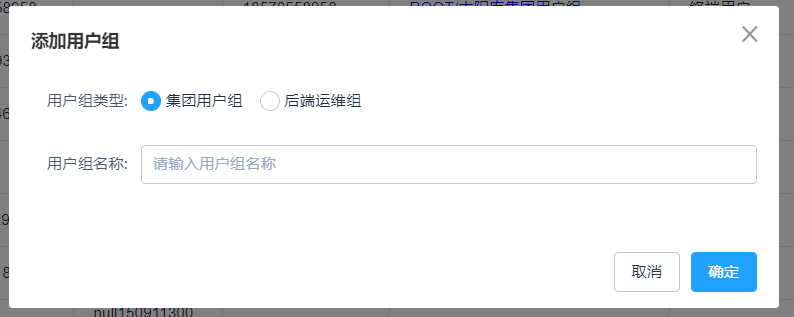 添加用户组
用户组类型: 集团用户组 后端运维组
用户组名称: 请输入用户组名称
取消 确定
null150911300